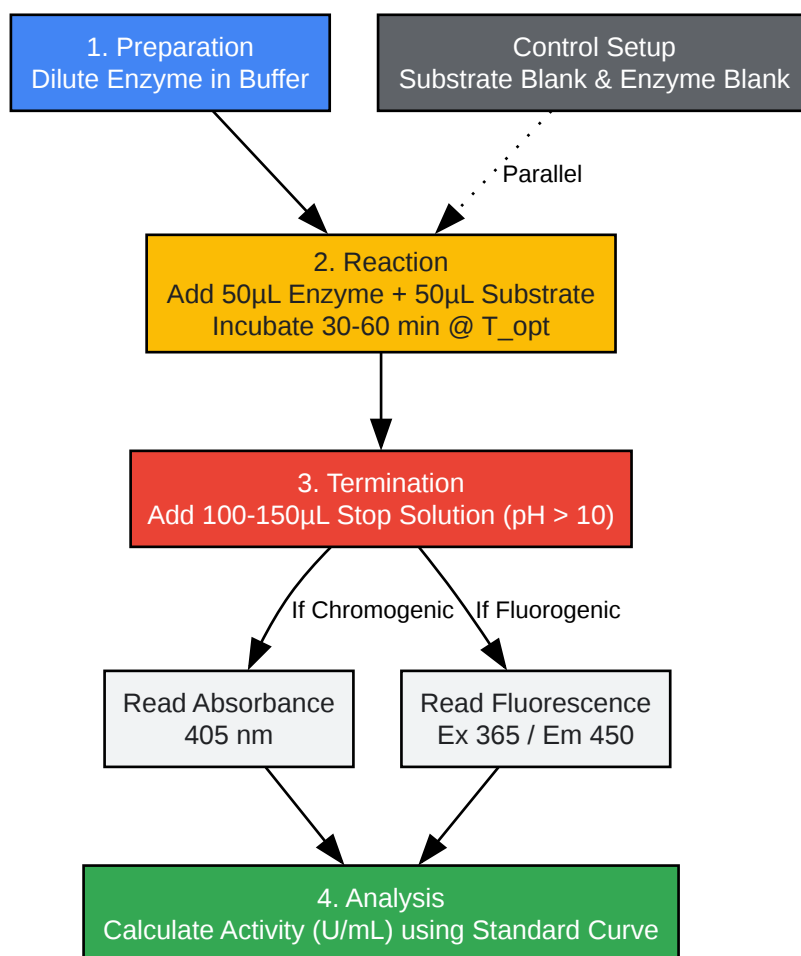 1. Preparation
Dilute Enzyme in Buffer
Control Setup
Substrate Blank & Enzyme Blank
Parallel
2. Reaction
Add 50µL Enzyme + 50µL Substrate
Incubate 30-60 min @ T_opt
3. Termination
Add 100-150µL Stop Solution (pH > 10)
If Chromogenic
If Fluorogenic
Read Absorbance
405 nm
Read Fluorescence
Ex 365 / Em 450
4. Analysis
Calculate Activity (U/mL) using Standard Curve